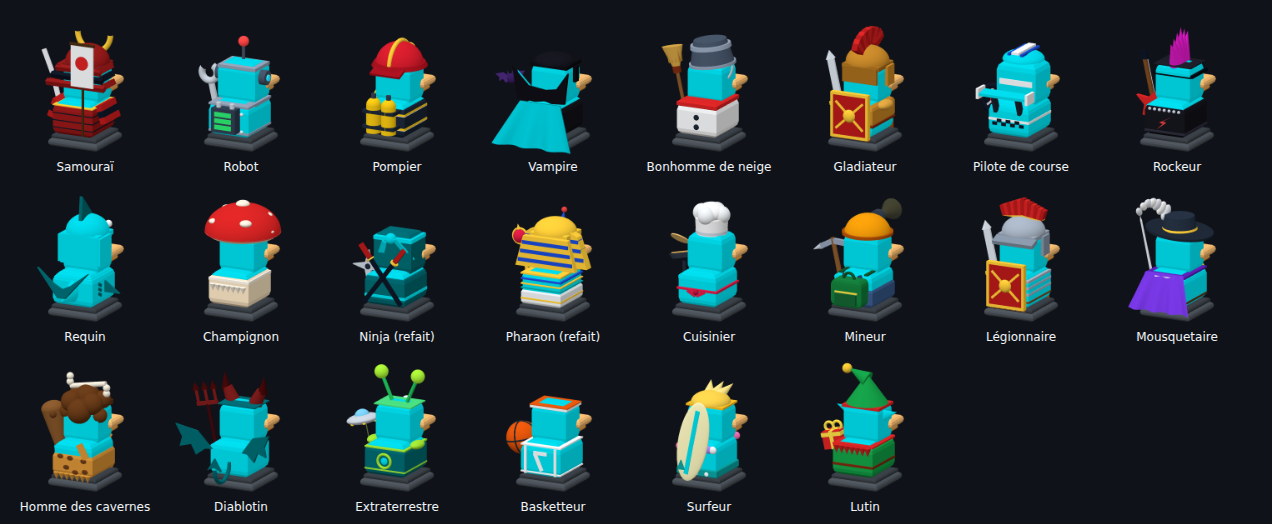 Samouraï Robot Pompier Vampire Bonhomme de neige Gladiateur Pilote de course Rockeur
Requin Champignon Ninja (refait) Pharaon (refait) Cuisinier Mineur Légionnaire Mousquetaire
Homme des cavernes Diablotin Extraterrestre Basketteur Surfeur Lutin